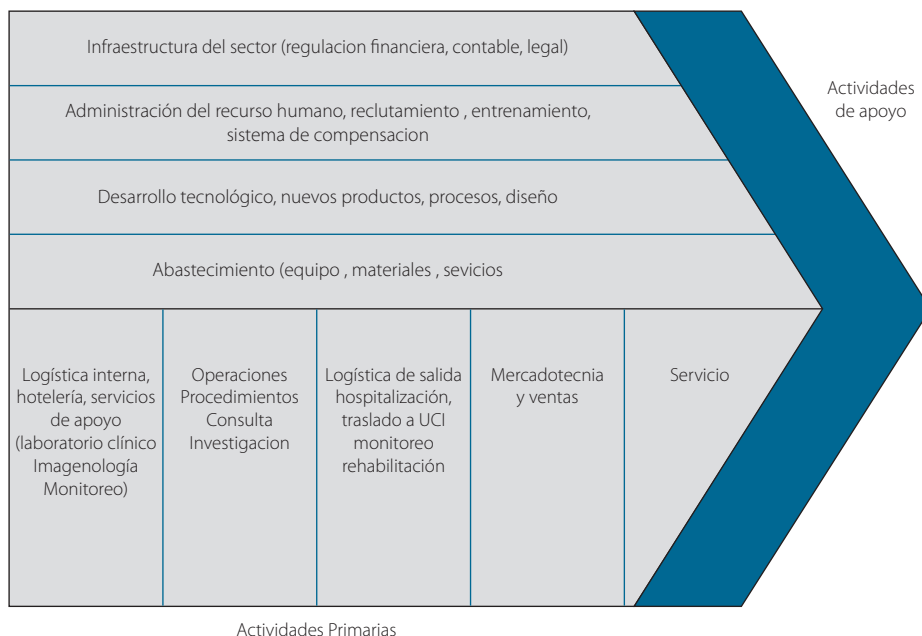 Infraestructura del sector (regulacion financiera, contable, legal)
Actividades
de apoyo
Administración del recurso humano, reclutamiento , entrenamiento,
sistema de compensacion
Desarrollo tecnológico, nuevos productos, procesos, diseño
Abastecimiento (equipo , materiales , sevicios
Logística interna,
hotelería, servicios
de apoyo
(laboratorio clínico
Imagenología
Monitoreo)
Operaciones
Procedimientos
Consulta
Investigacion
Logística de salida
hospitalización,
traslado a UCI
monitoreo
rehabilitación
Mercadotecnia
y ventas
Servicio
Actividades Primarias